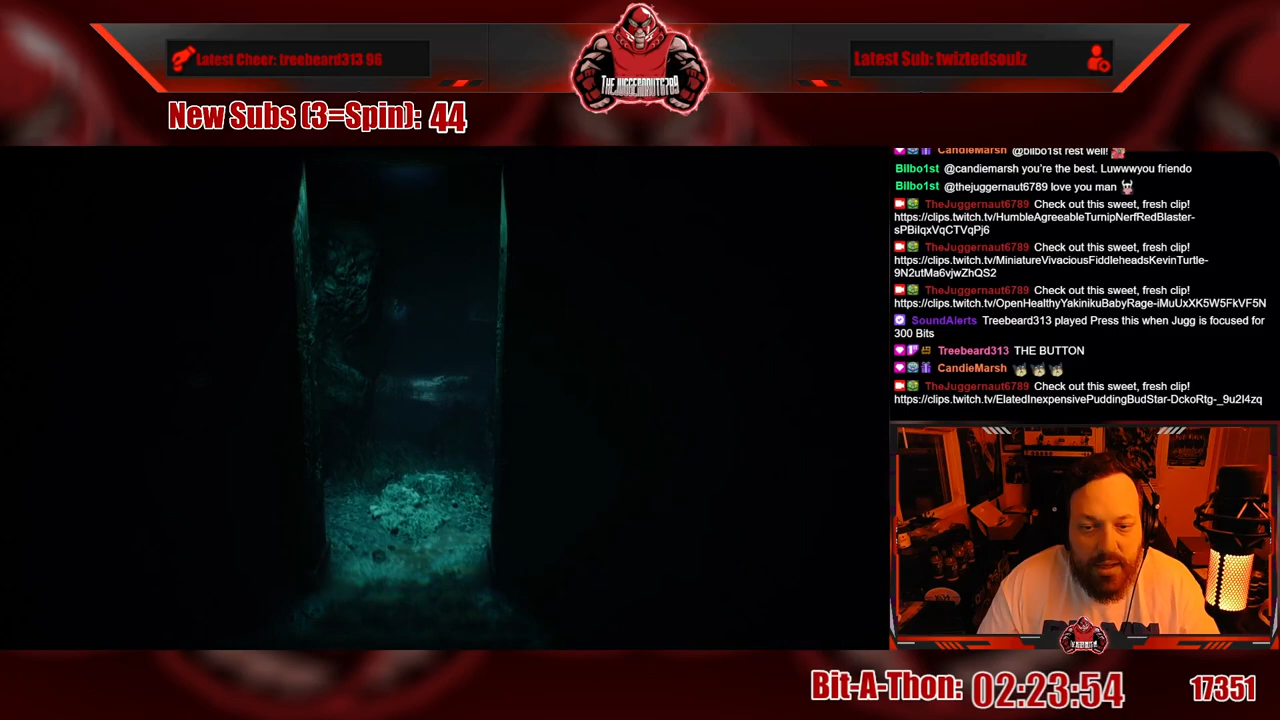 Latest Cheer: treebeard313 96
THEJUGGERNAUT6789
Latest Sub: twiztedsoulz
New Subs (3=Spin): 44
CandieMarsh @bilbo1st rest well!
Bilbo1st @candiemarsh you're the best. Luwwwyou friendo
Bilbo1st @thejuggernaut6789 love you man
TheJuggernaut6789 Check out this sweet, fresh clip!
https://clips.twitch.tv/HumbleAgreeableTurnipNerfRedBlaster-
sPBiIqxVqCTVqPj6
TheJuggernaut6789 Check out this sweet, fresh clip!
https://clips.twitch.tv/MiniatureVivaciousFiddleheadsKevinTurtle-
9N2utMa6vjwZhQS2
TheJuggernaut6789 Check out this sweet, fresh clip!
https://clips.twitch.tv/OpenHealthyYakinikuBabyRage-iMuUxXK5W5FkVF5N
SoundAlerts Treebeard313 played Press this when Jugg is focused for
300 Bits
Treebeard313 THE BUTTON
CandieMarsh
TheJuggernaut6789 Check out this sweet, fresh clip!
https://clips.twitch.tv/ElatedInexpensivePuddingBudStar-DckoRtg-_9u2I4zq
Bit-A-Thon: 02:23:54 17351